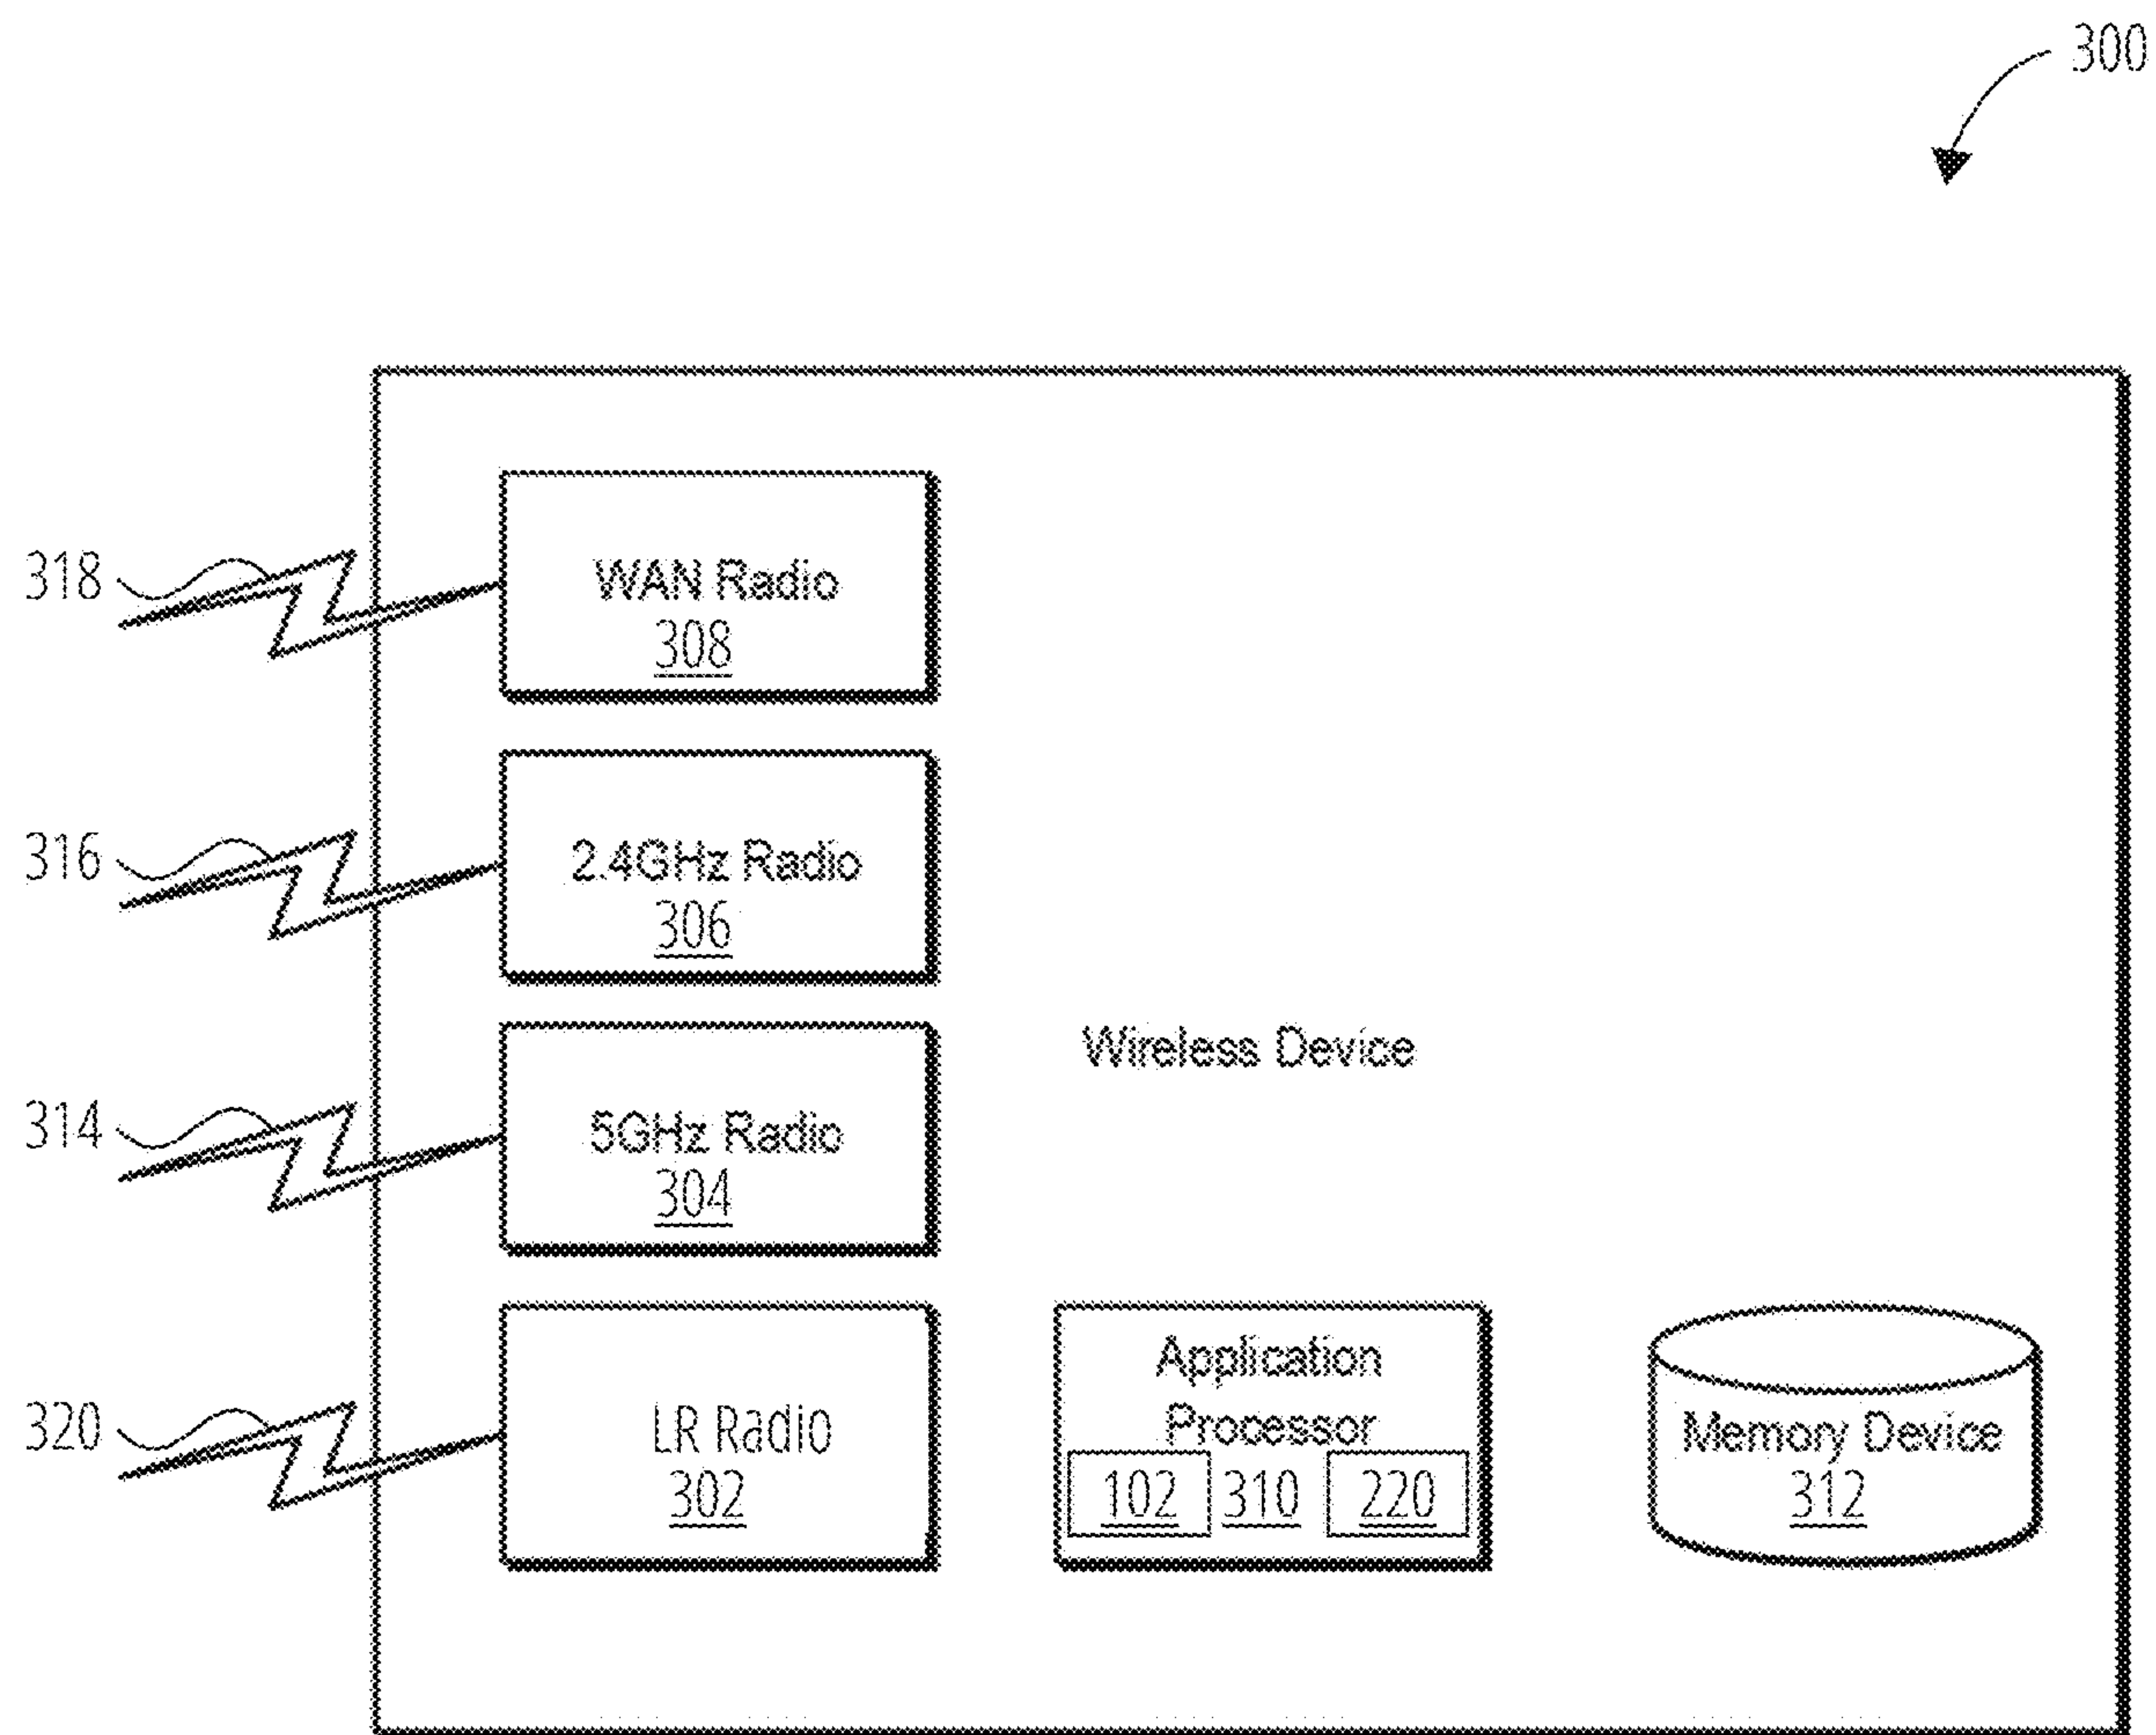 300
318
WAN Radio
308
316
2.4GHz Radio
306
Wireless Device
314
5GHz Radio
304
320
LR Radio
302
Application
Processor
102 310 220
Memory Device
312